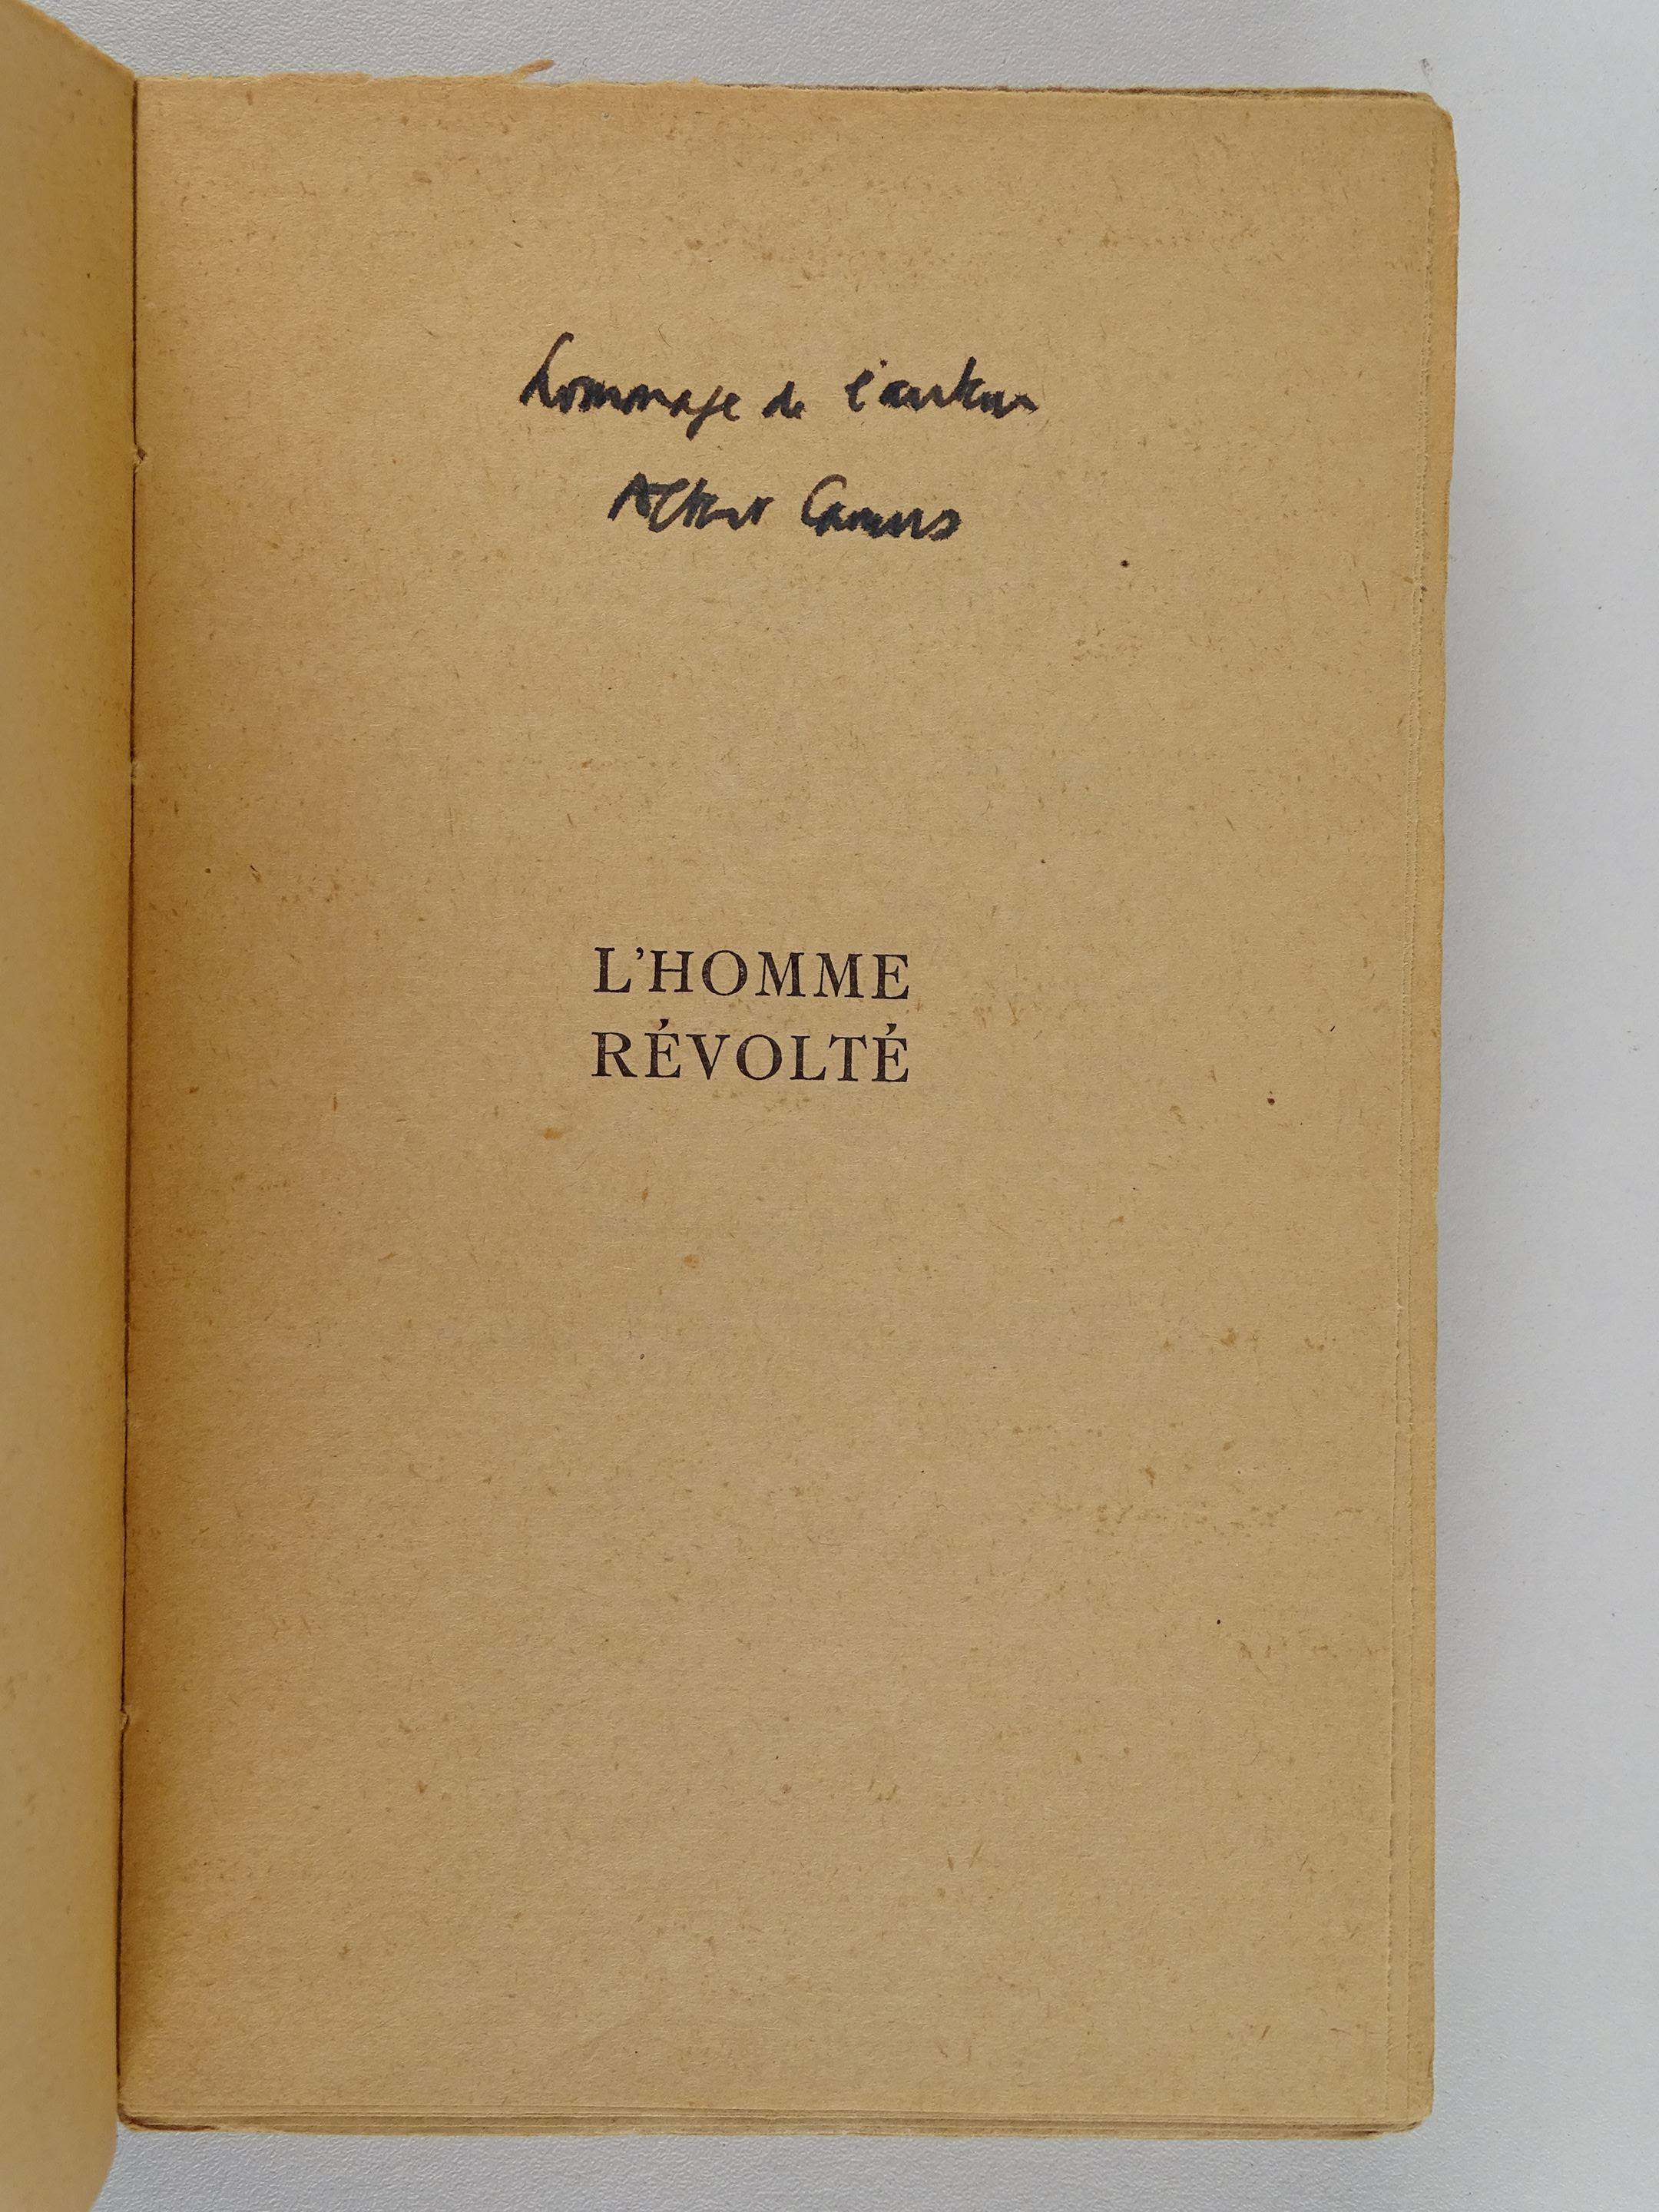 hommage de l'auteur
Albert Camus
L'HOMME
RÉVOLTÉ